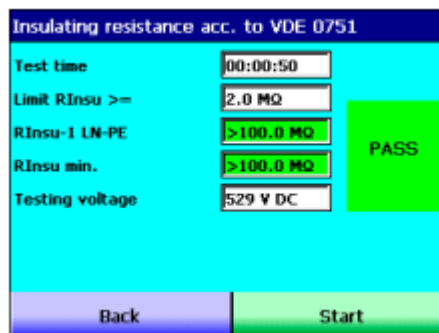 Insulating resistance acc. to VDE 0751
Test time 00:00:50
Limit RInsu >= 2.0 MΩ
RInsu-1 LN-PE >100.0 MΩ
RInsu min. >100.0 MΩ
PASS
Testing voltage 529 V DC
Back Start